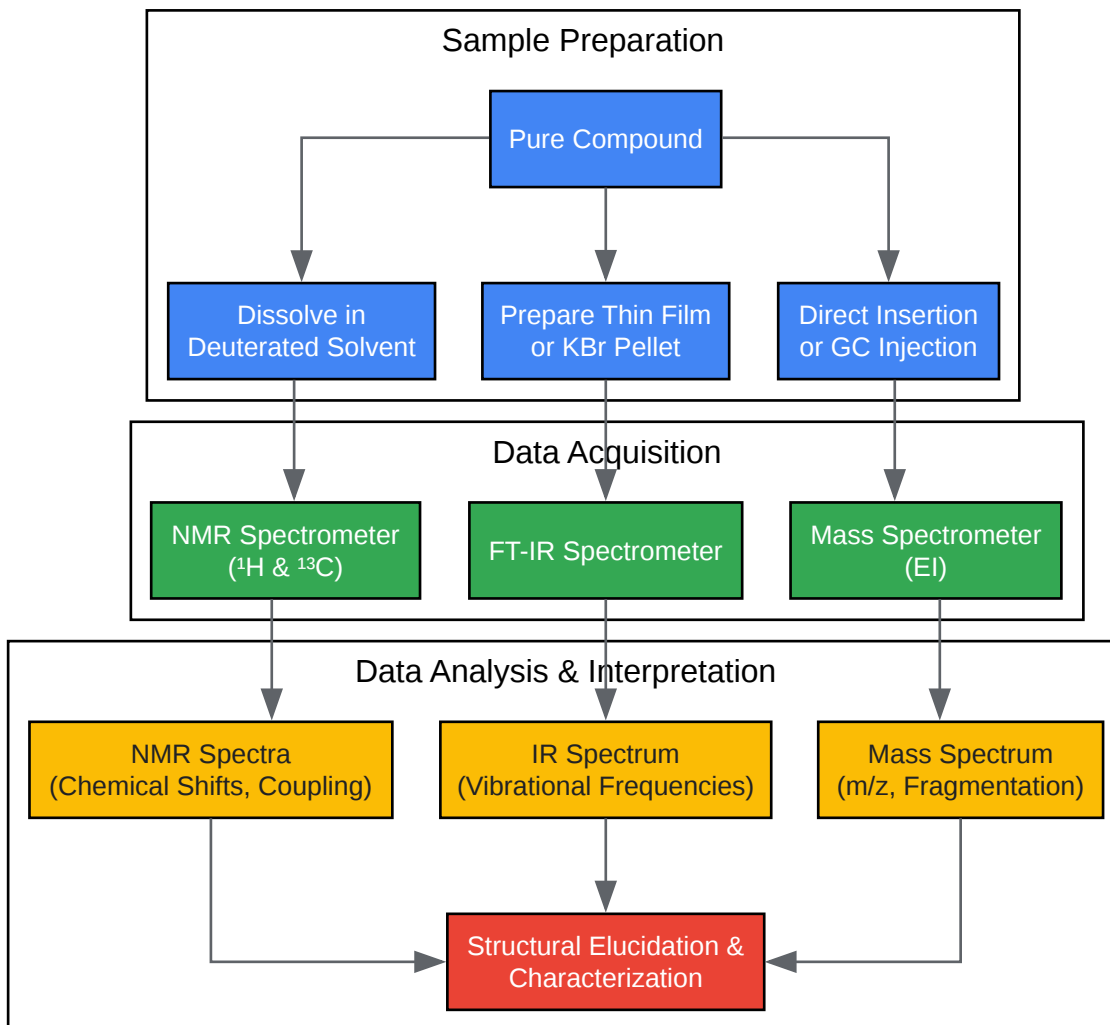 Sample Preparation
Pure Compound
Dissolve in
Deuterated Solvent
Prepare Thin Film
or KBr Pellet
Direct Insertion
or GC Injection
Data Acquisition
NMR Spectrometer
(¹H & ¹³C)
FT-IR Spectrometer
Mass Spectrometer
(EI)
Data Analysis & Interpretation
NMR Spectra
(Chemical Shifts, Coupling)
IR Spectrum
(Vibrational Frequencies)
Mass Spectrum
(m/z, Fragmentation)
Structural Elucidation &
Characterization